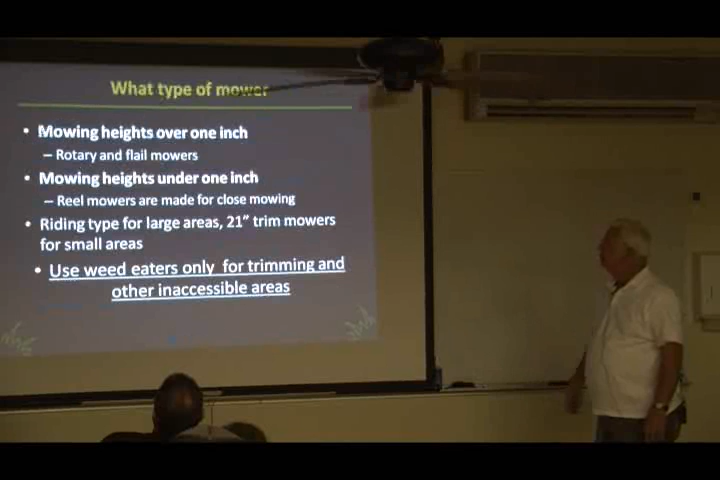 What type of mower
• Mowing heights over one inch
– Rotary and flail mowers
• Mowing heights under one inch
– Reel mowers are made for close mowing
• Riding type for large areas, 21” trim mowers
for small areas
• Use weed eaters only for trimming and
other inaccessible areas